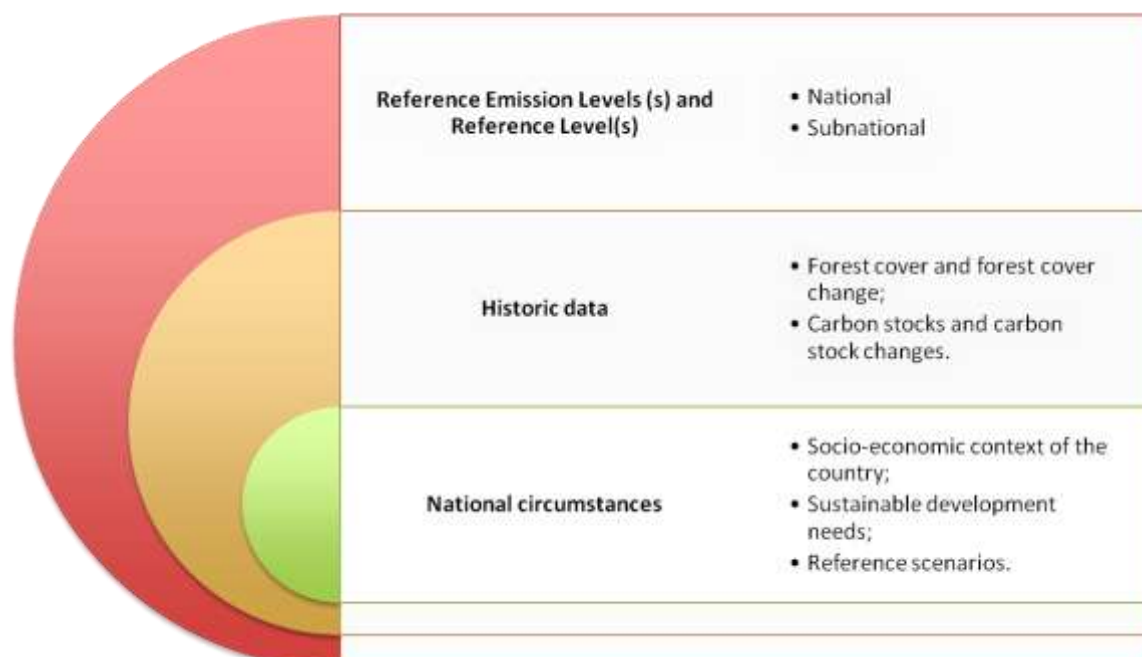 Reference Emission Levels (s) and
Reference Level(s)
• National
• Subnational
Historic data
• Forest cover and forest cover
change;
• Carbon stocks and carbon
stock changes.
National circumstances
• Socio-economic context of the
country;
• Sustainable development
needs;
• Reference scenarios.